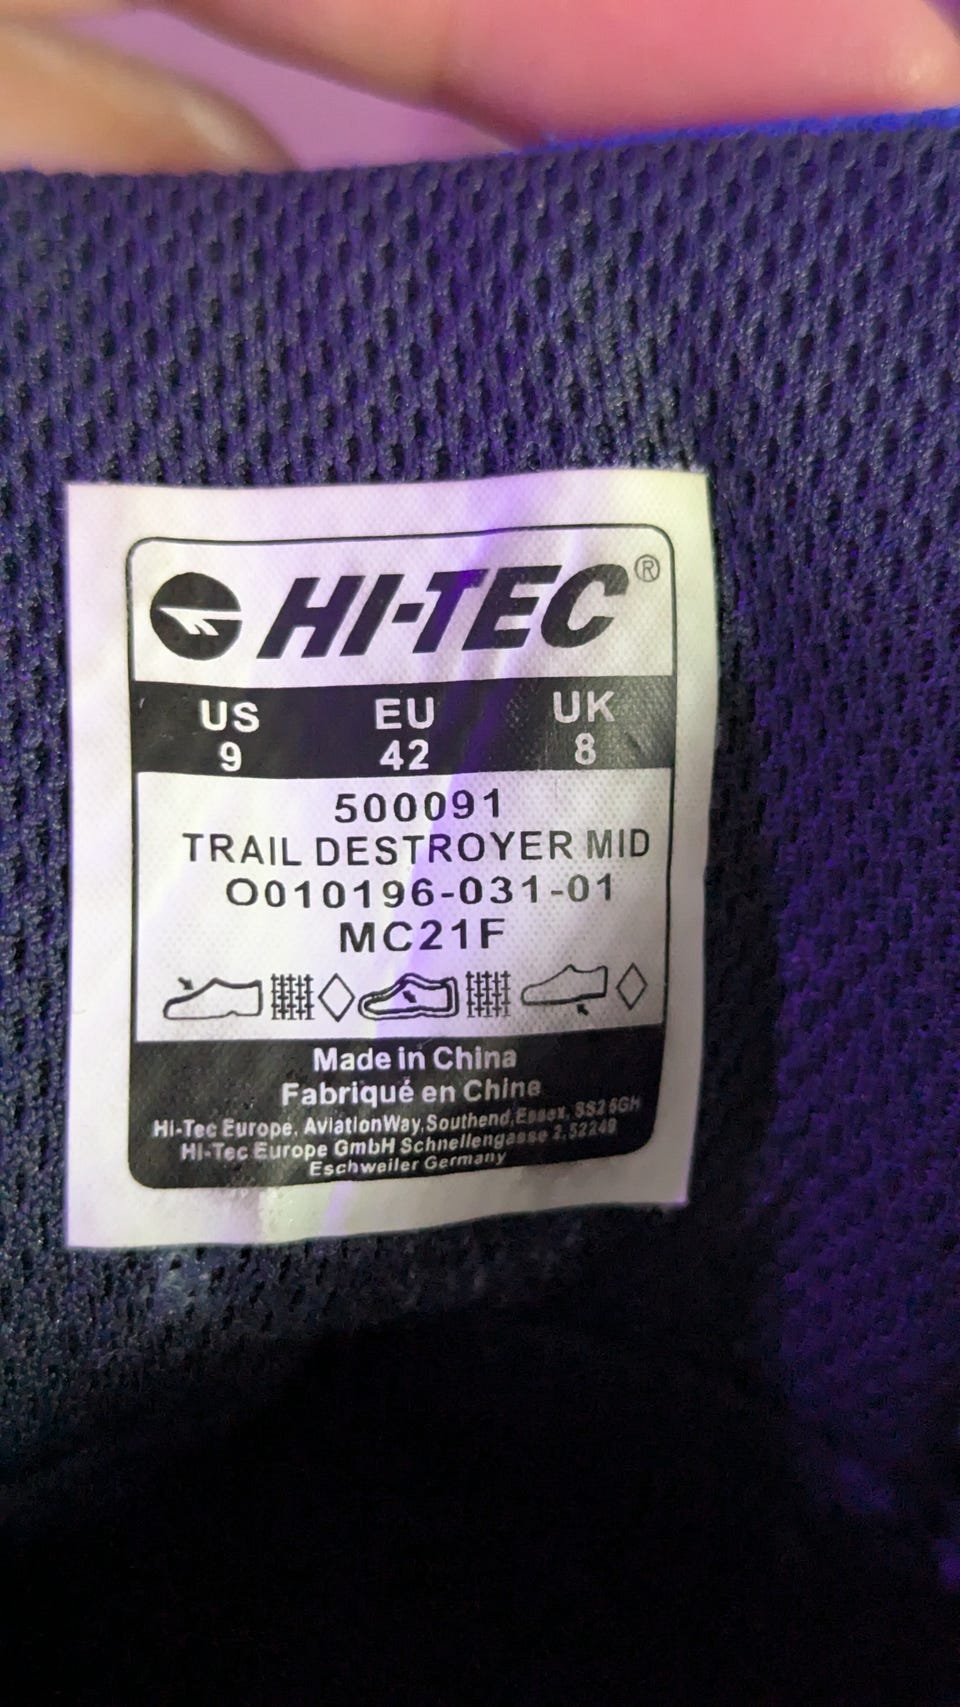 HI-TEC®
US EU UK
9 42 8
500091
TRAIL DESTROYER MID
O010196-031-01
MC21F
Made in China
Fabriqué en Chine
Hi-Tec Europe, AviationWay,Southend,Essex, SS2 6GH
Hi-Tec Europe GmbH Schnellengasse 2,52249
Eschweiler Germany